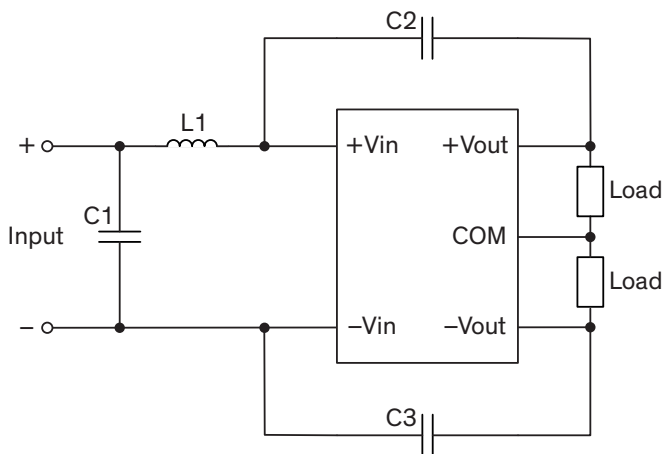 C2
L1
+
+Vin
+Vout
Load
C1
Input
COM
Load
−
−Vin
−Vout
C3